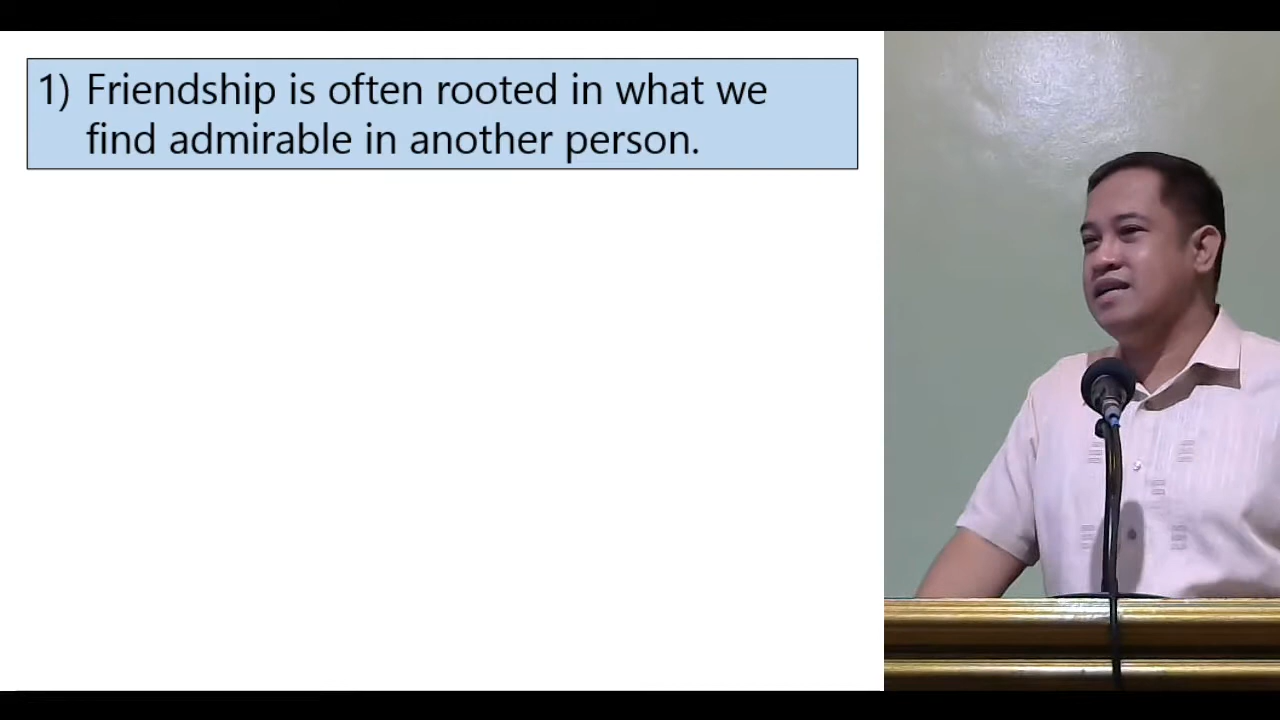 1) Friendship is often rooted in what we
find admirable in another person.